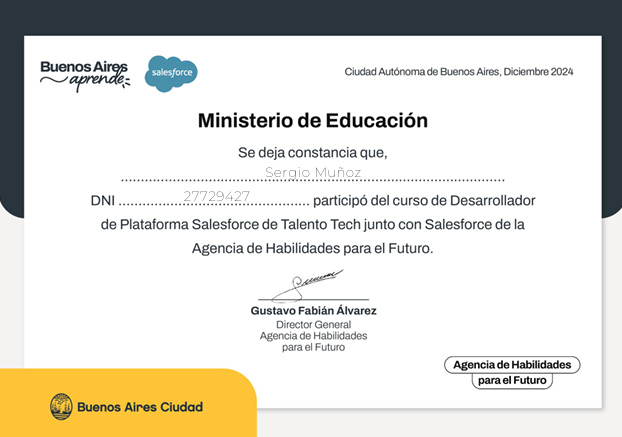 Buenos Aires
aprende
salesforce
Ciudad Autónoma de Buenos Aires, Diciembre 2024
Ministerio de Educación
Se deja constancia que,
Sergio Muñoz
DNI 27729427 participó del curso de Desarrollador
de Plataforma Salesforce de Talento Tech junto con Salesforce de la
Agencia de Habilidades para el Futuro.
Gustavo Fabián Álvarez
Director General
Agencia de Habilidades
para el Futuro
Agencia de Habilidades
para el Futuro
Buenos Aires Ciudad